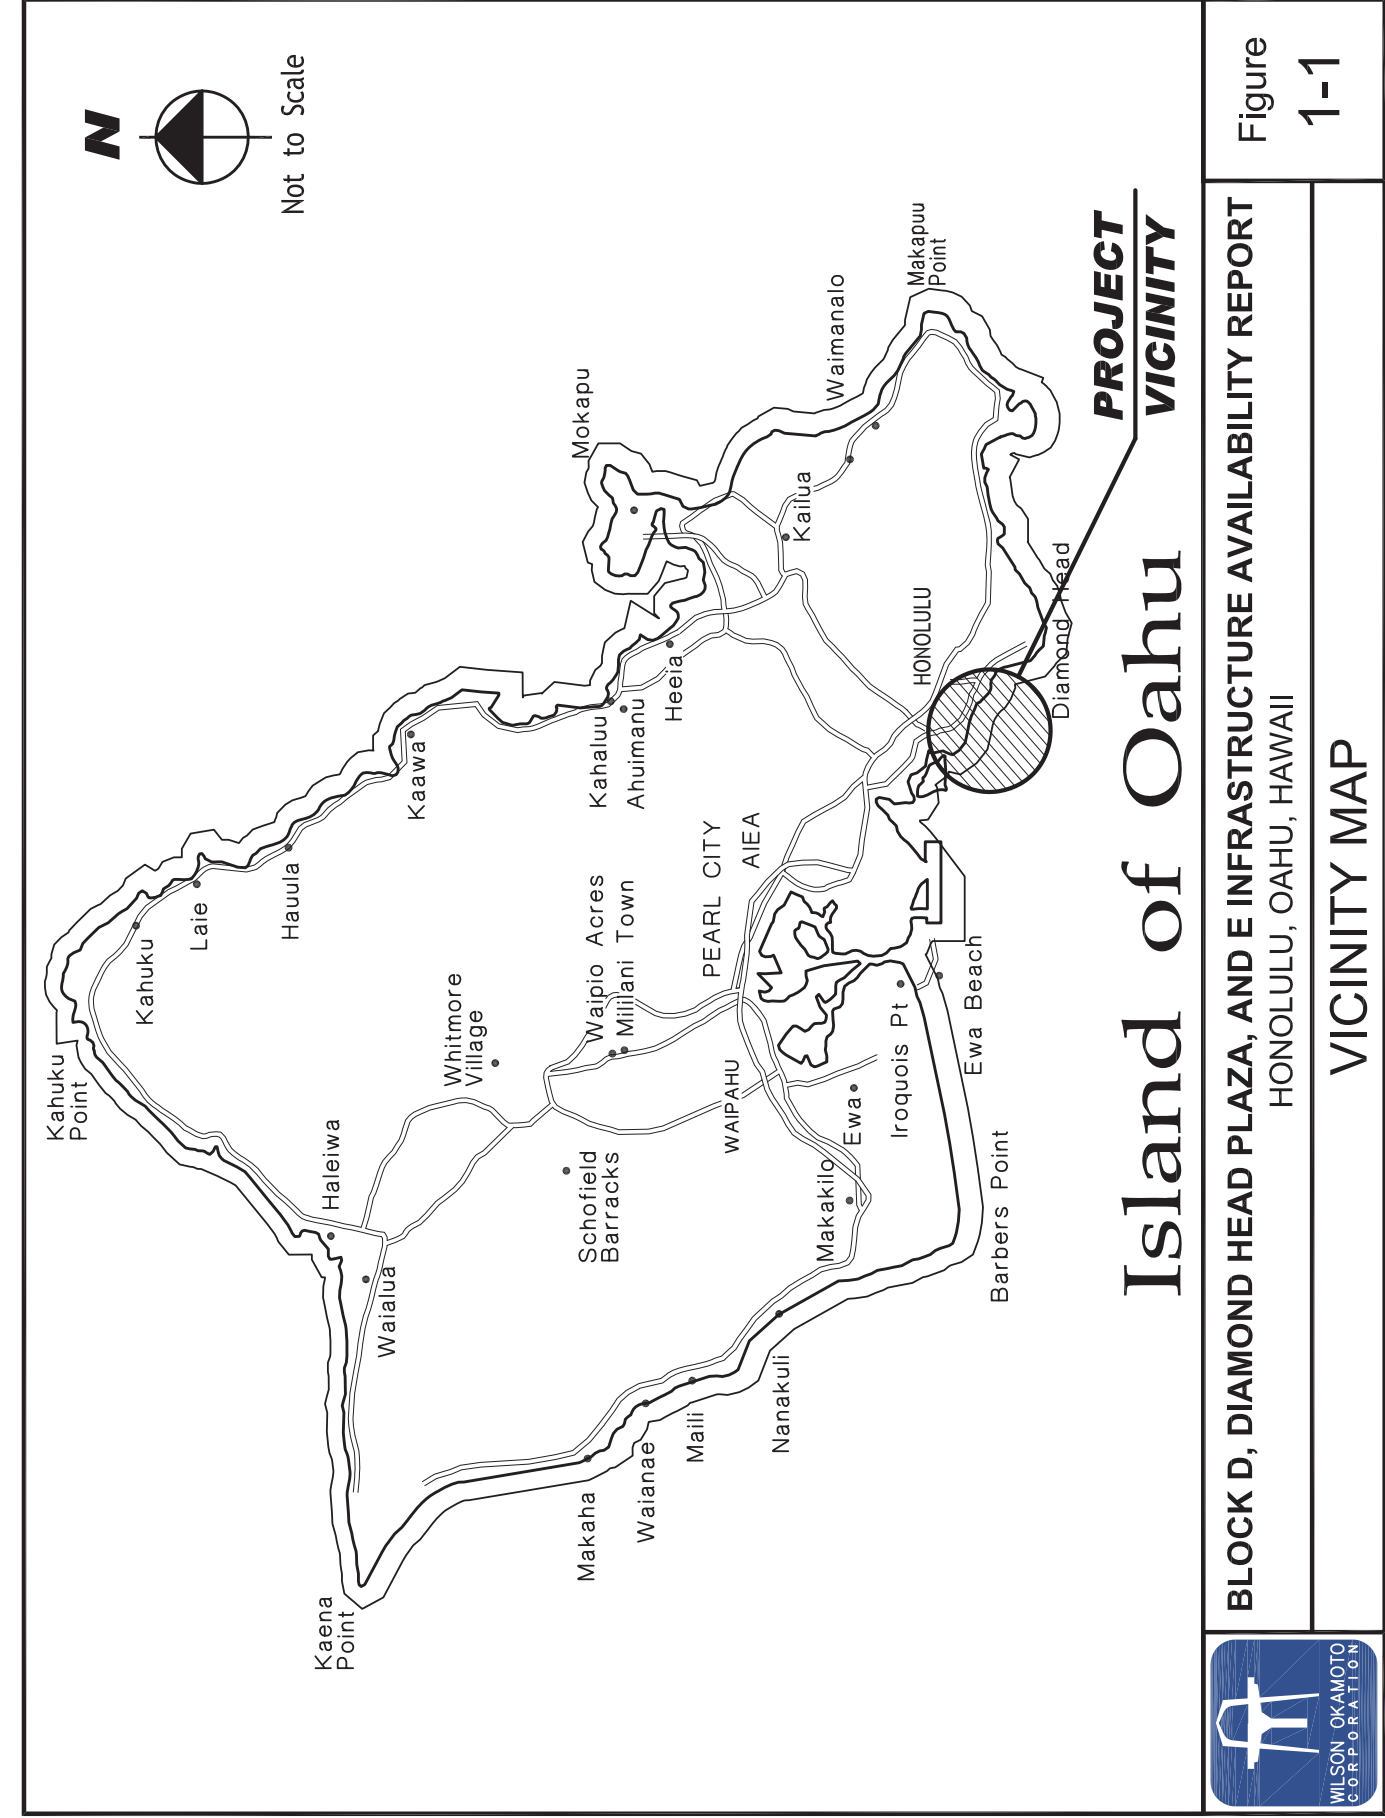 N
Not to Scale
Kahuku
Point
Kahuku
Laie
Hauula
Kaawa
Kahaluu
Ahuimanu
Heeia
Mokapu
Kailua
Waimanalo
Makapuu
Point
Haleiwa
Waialua
Kaena
Point
Whitmore
Village
Schofield
Barracks
Waipio Acres
Mililani Town
PEARL CITY
AIEA
WAIPAHU
HONOLULU
Diamond Head
Makaha
Waianae
Maili
Nanakuli
Makakilo
Ewa
Iroquois Pt
Ewa Beach
Barbers Point
PROJECT
VICINITY
Island of Oahu
WILSON OKAMOTO
CORPORATION
BLOCK D, DIAMOND HEAD PLAZA, AND E INFRASTRUCTURE AVAILABILITY REPORT
HONOLULU, OAHU, HAWAII
VICINITY MAP
Figure
1-1